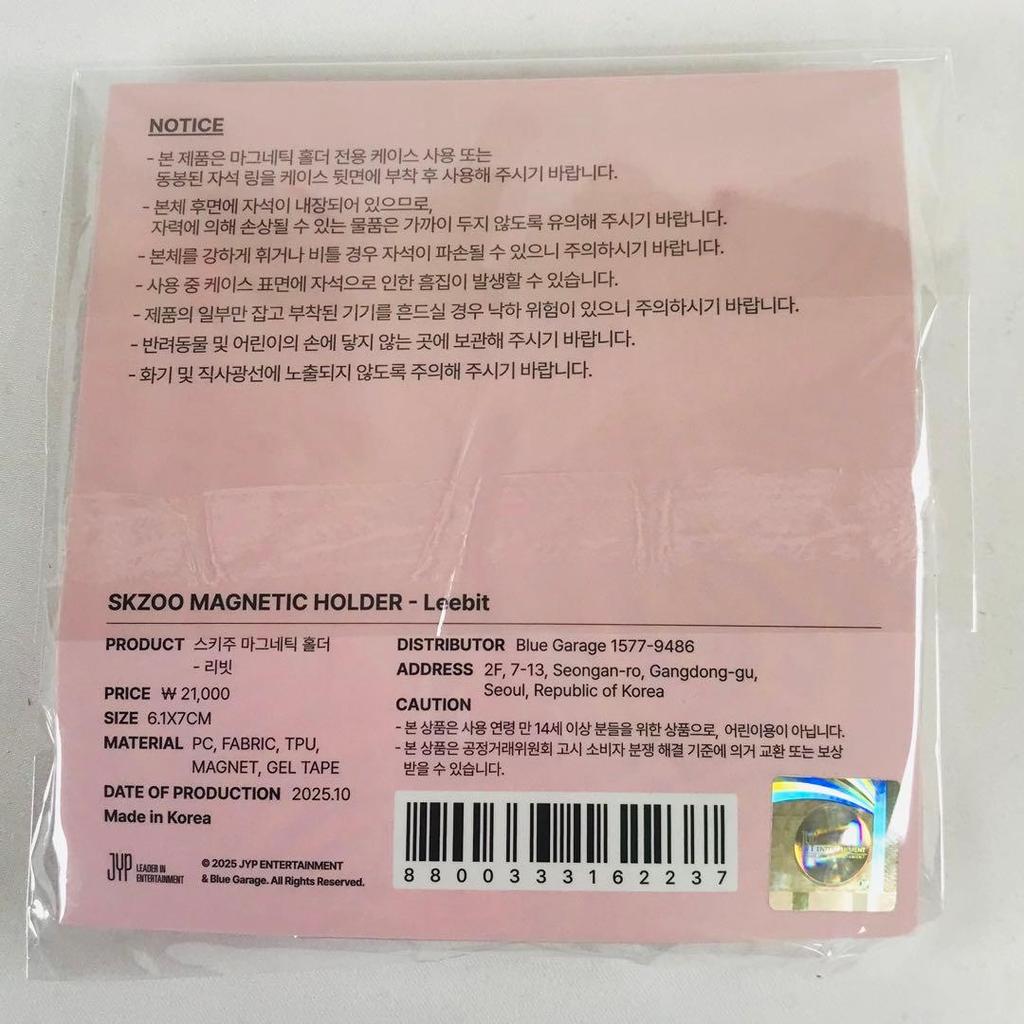 NOTICE
- 본 제품은 마그네틱 홀더 전용 케이스 사용 또는
동봉된 자석 링을 케이스 뒷면에 부착 후 사용해 주시기 바랍니다.
- 본체 후면에 자석이 내장되어 있으므로,
자력에 의해 손상될 수 있는 물품은 가까이 두지 않도록 유의해 주시기 바랍니다.
- 본체를 강하게 휘거나 비틀 경우 자석이 파손될 수 있으니 주의하시기 바랍니다.
- 사용 중 케이스 표면에 자석으로 인한 흠집이 발생할 수 있습니다.
- 제품의 일부만 잡고 부착된 기기를 흔드실 경우 낙하 위험이 있으니 주의하시기 바랍니다.
- 반려동물 및 어린이의 손에 닿지 않는 곳에 보관해 주시기 바랍니다.
- 화기 및 직사광선에 노출되지 않도록 주의해 주시기 바랍니다.
SKZOO MAGNETIC HOLDER - Leebit
PRODUCT 스키주 마그네틱 홀더
- 리빗
PRICE ₩ 21,000
SIZE 6.1X7CM
MATERIAL PC, FABRIC, TPU,
MAGNET, GEL TAPE
DATE OF PRODUCTION 2025.10
Made in Korea
JYP LEADER IN
ENTERTAINMENT
© 2025 JYP ENTERTAINMENT
& Blue Garage. All Rights Reserved.
DISTRIBUTOR Blue Garage 1577-9486
ADDRESS 2F, 7-13, Seongan-ro, Gangdong-gu,
Seoul, Republic of Korea
CAUTION
- 본 상품은 사용 연령 만 14세 이상 분들을 위한 상품으로, 어린이용이 아닙니다.
- 본 상품은 공정거래위원회 고시 소비자 분쟁 해결 기준에 의거 교환 또는 보상
받을 수 있습니다.
8800333162237